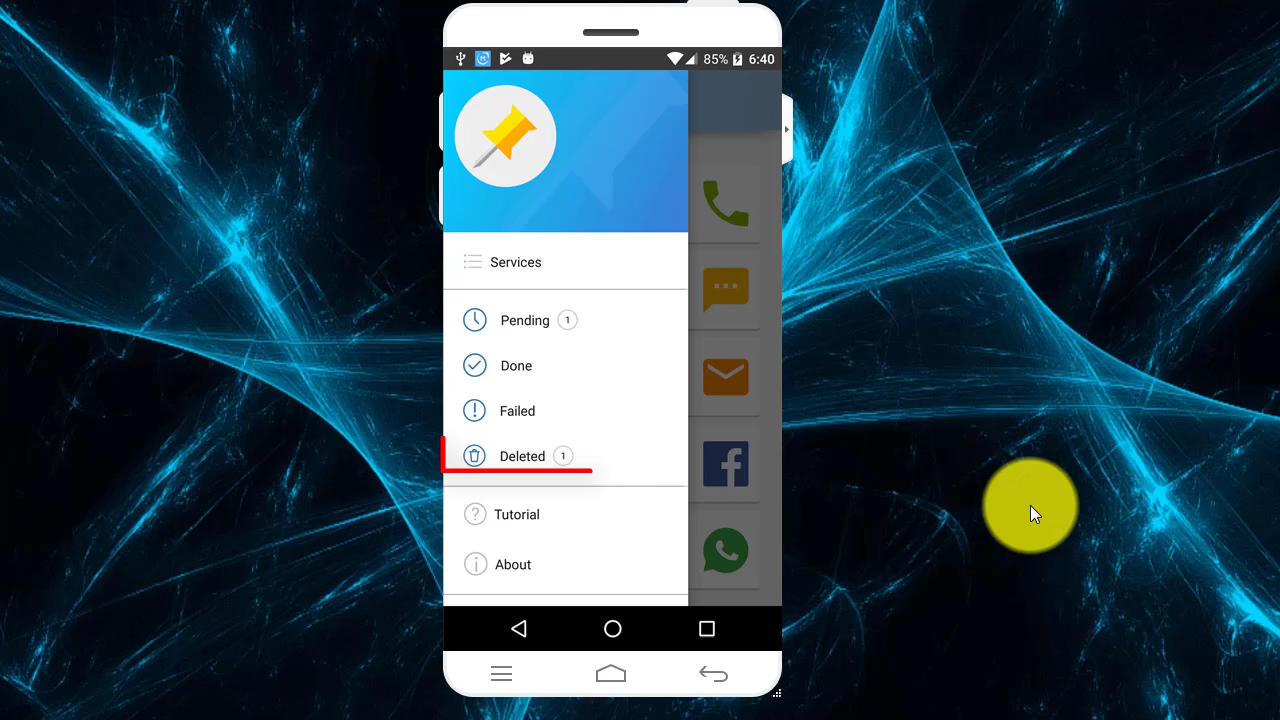 85% 6:40
Services
Pending 1
Done
Failed
Deleted 1
Tutorial
About